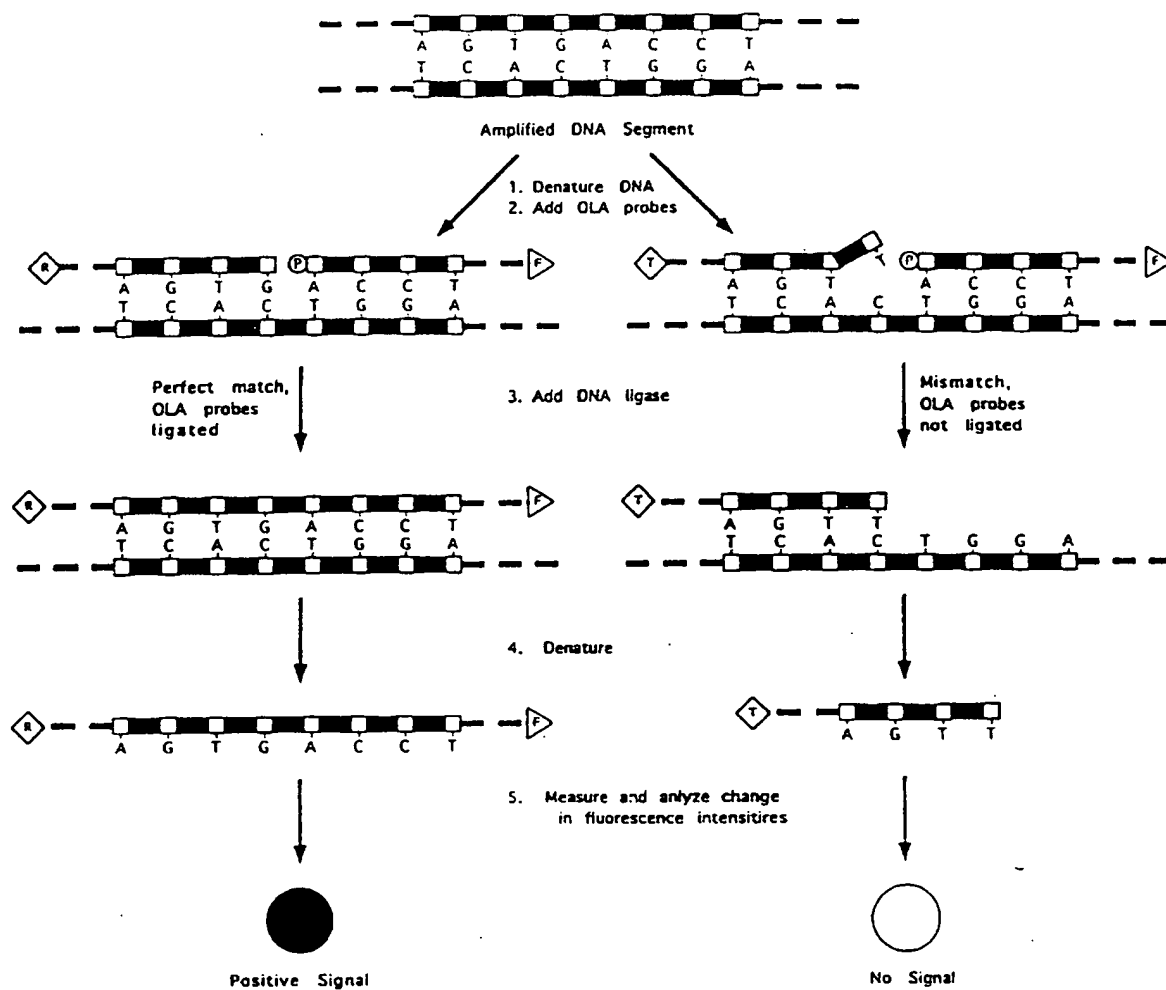 A G T G A C C T
T C A C T G G A
Amplified DNA Segment
1. Denature DNA
2. Add OLA probes
R P F
A G T G A C C T
T C A C T G G A
T P F
A G T T A C C T
T C A C T G G A
Perfect match,
OLA probes
ligated
3. Add DNA ligase
Mismatch,
OLA probes
not ligated
R F
A G T G A C C T
T C A C T G G A
T
A G T T
T C A C T G G A
4. Denature
R F
A G T G A C C T
T
A G T T
5. Measure and anlyze change
in fluorescence intensitires
Positive Signal
No Signal